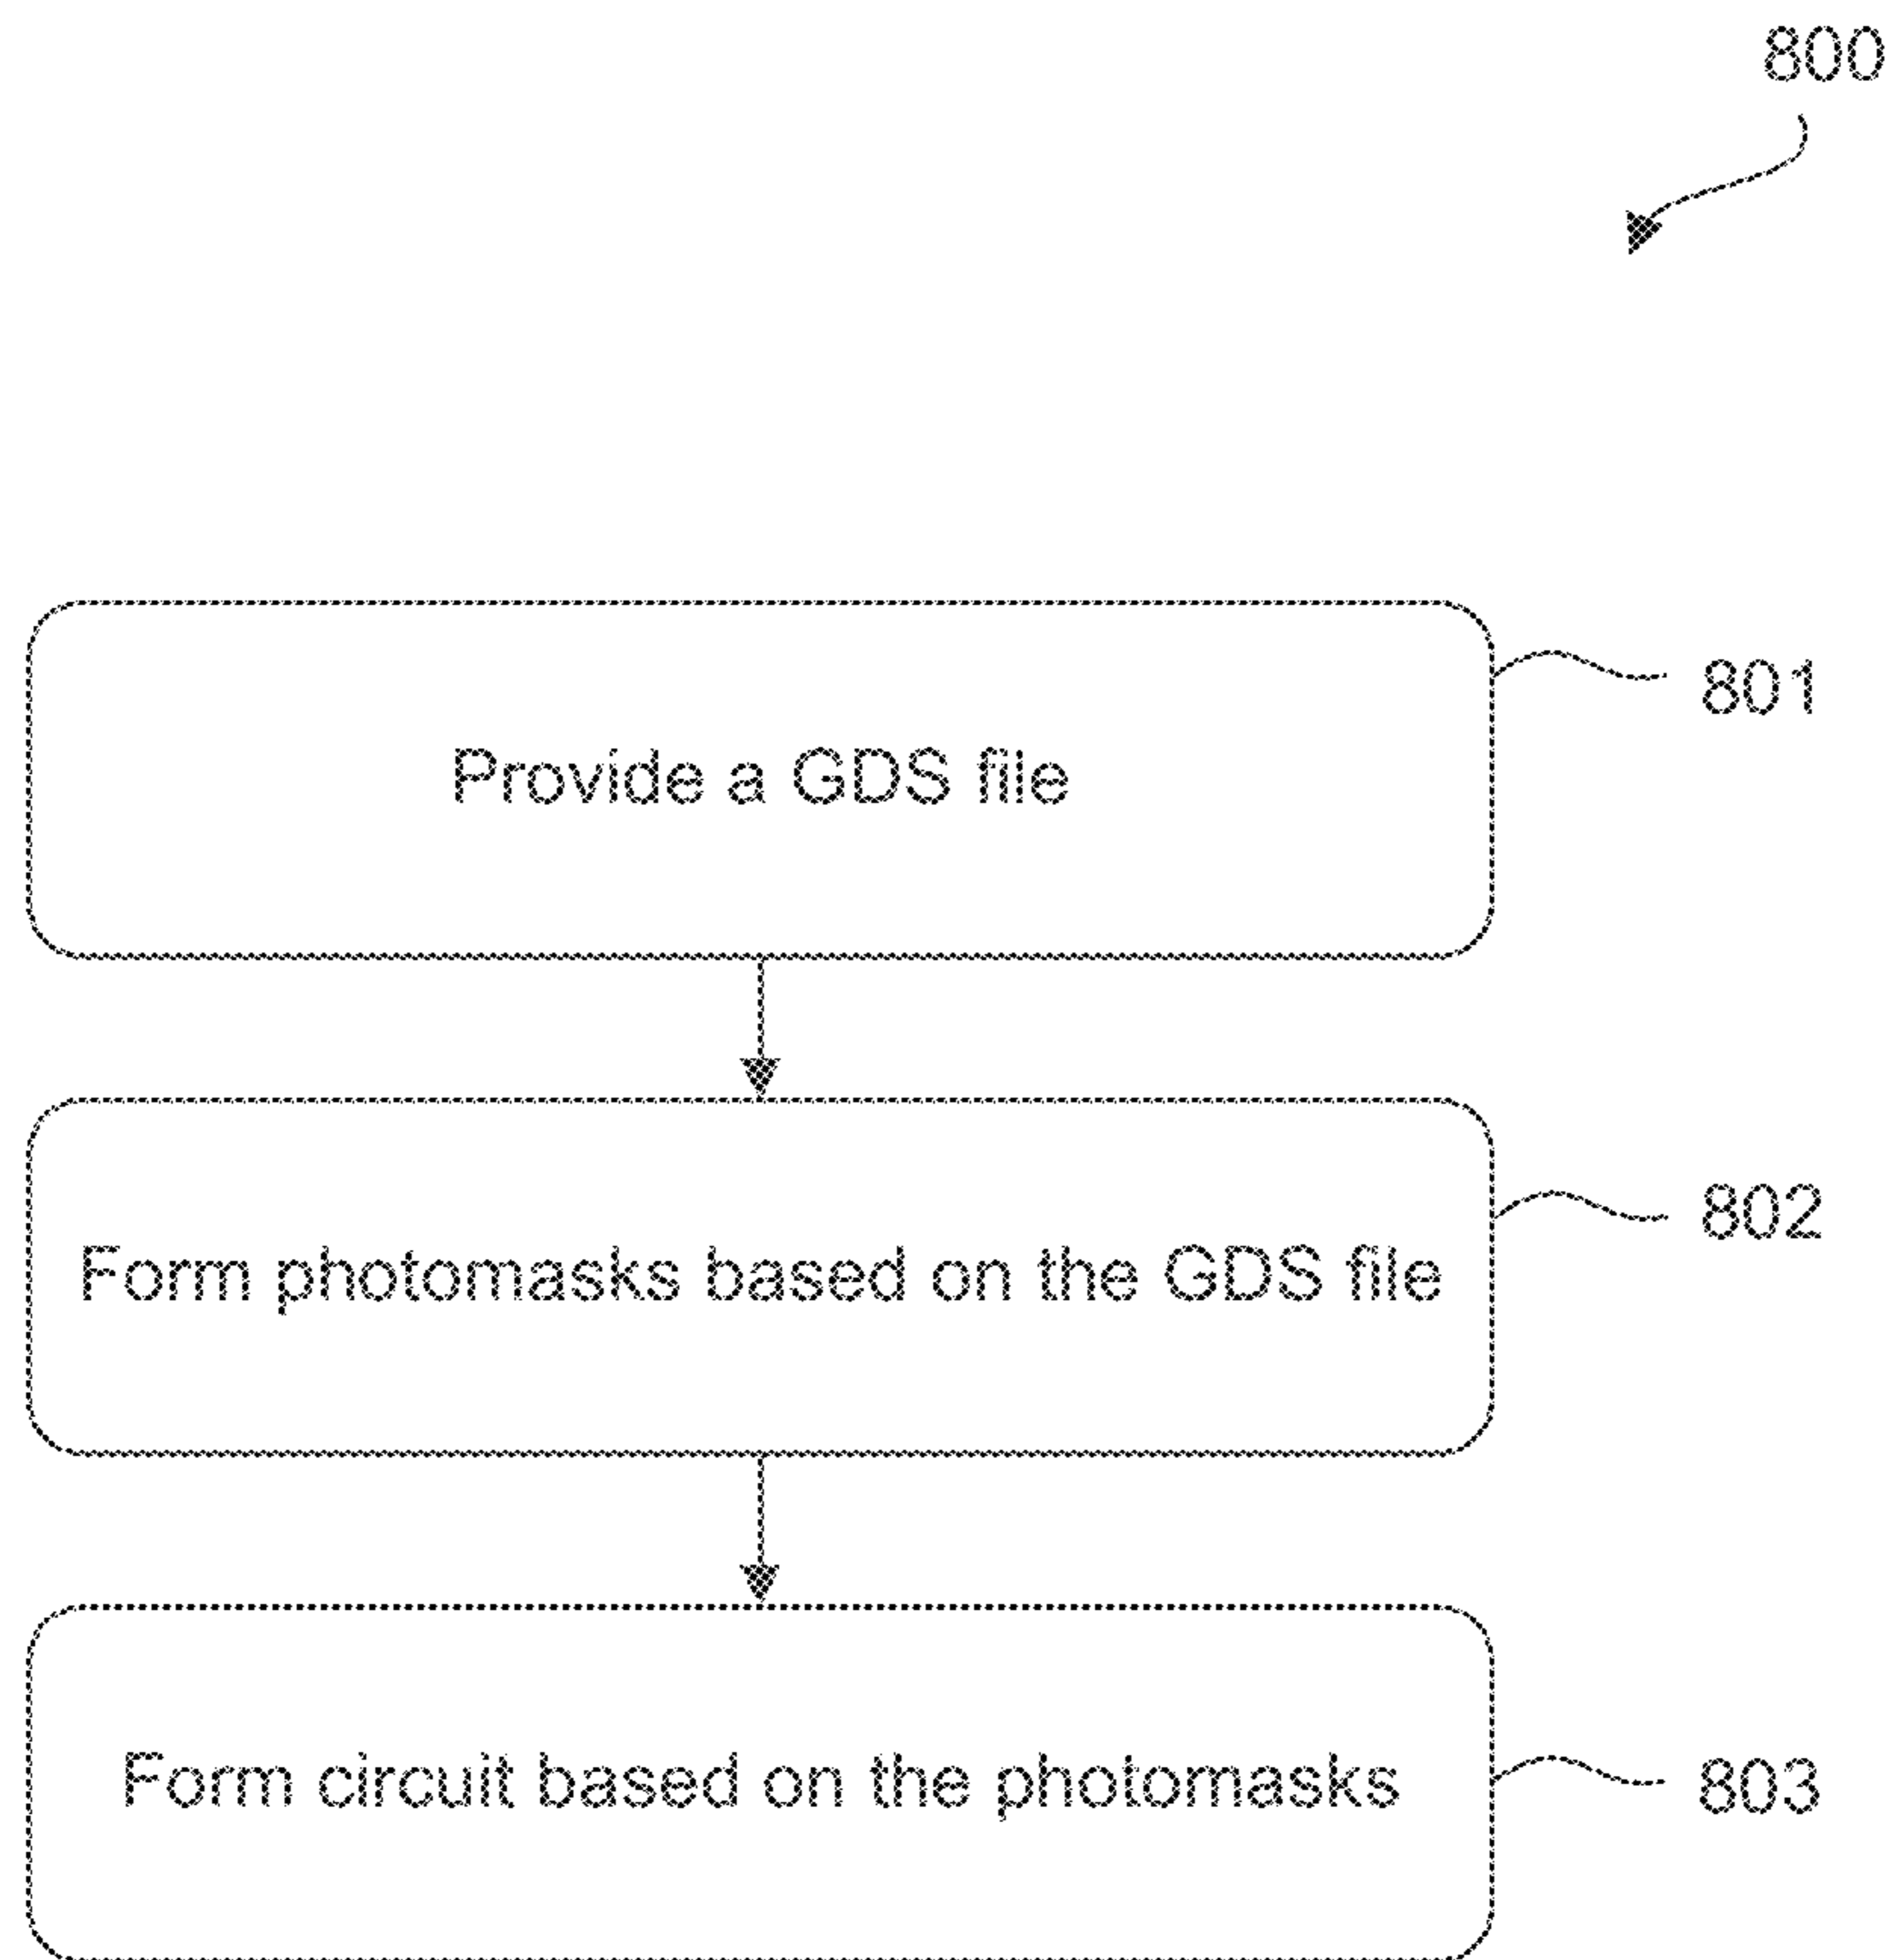 800
Provide a GDS file
801
Form photomasks based on the GDS file
802
Form circuit based on the photomasks
803